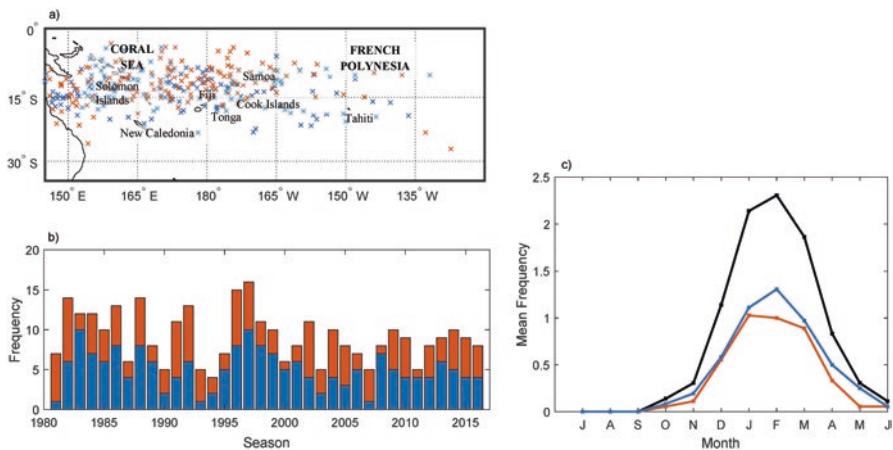 a)
0°
15° S
30° S
CORAL
SEA
FRENCH
POLYNESIA
Solomon
Islands
Samoa
Fiji
Cook Islands
Tonga
New Caledonia
Tahiti
150° E
165° E
180°
165° W
150° W
135° W
b)
20
15
10
5
0
Frequency
1980
1985
1990
1995
2000
2005
2010
2015
Season
c)
2.5
2
1.5
1
0.5
0
Mean Frequency
J A S O N D J F M A M J
Month